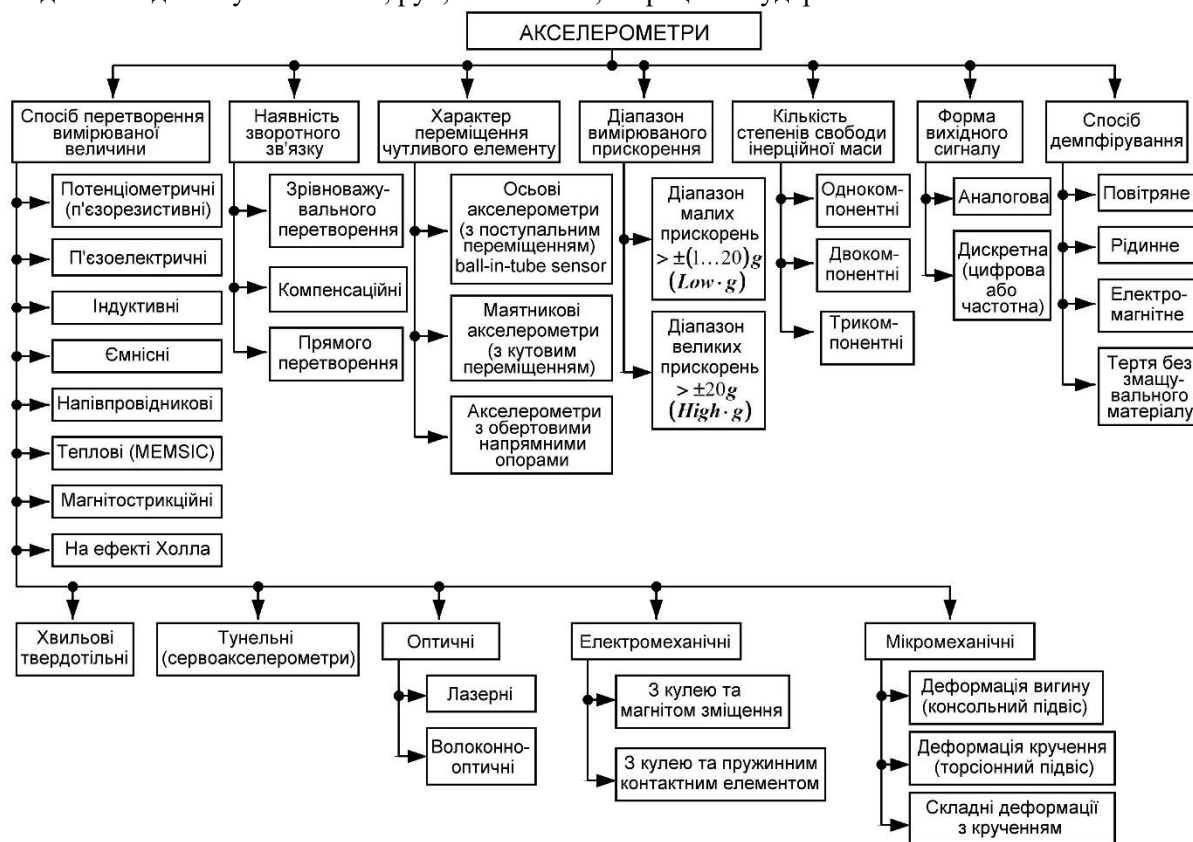 АКСЕЛЕРОМЕТРИ
Спосіб перетворення
вимірюваної
величини
Потенціометричні
(п'єзорезистивні)
П'єзоелектричні
Індуктивні
Ємнісні
Напівпровідникові
Теплові (MEMSIC)
Магнітострикційні
На ефекті Холла
Наявність
зворотного
зв'язку
Зрівноважу-
вального
перетворення
Компенсаційні
Прямого
перетворення
Характер
переміщення
чутливого елементу
Осьові
акселерометри
(з поступальним
переміщенням)
ball-in-tube sensor
Маятникові
акселерометри
(з кутовим
переміщенням)
Акселерометри
з обертовими
напрямними
опорами
Діапазон
вимірюваного
прискорення
Діапазон
малих
прискорень
> ±(1…20)g
(Low · g)
Діапазон
великих
прискорень
> ±20g
(High · g)
Кількість
степенів свободи
інерційної маси
Одноком-
понентні
Двоком-
понентні
Триком-
понентні
Форма
вихідного
сигналу
Аналогова
Дискретна
(цифрова
або
частотна)
Спосіб
демпфірування
Повітряне
Рідинне
Електро-
магнітне
Тертя без
змащу-
вального
матеріалу
Хвильові
твердотільні
Тунельні
(сервоакселерометри)
Оптичні
Лазерні
Волоконно-
оптичні
Електромеханічні
З кулею та
магнітом зміщення
З кулею та пружинним
контактним елементом
Мікромеханічні
Деформація вигину
(консольний підвіс)
Деформація кручення
(торсіонний підвіс)
Складні деформації
з крученням